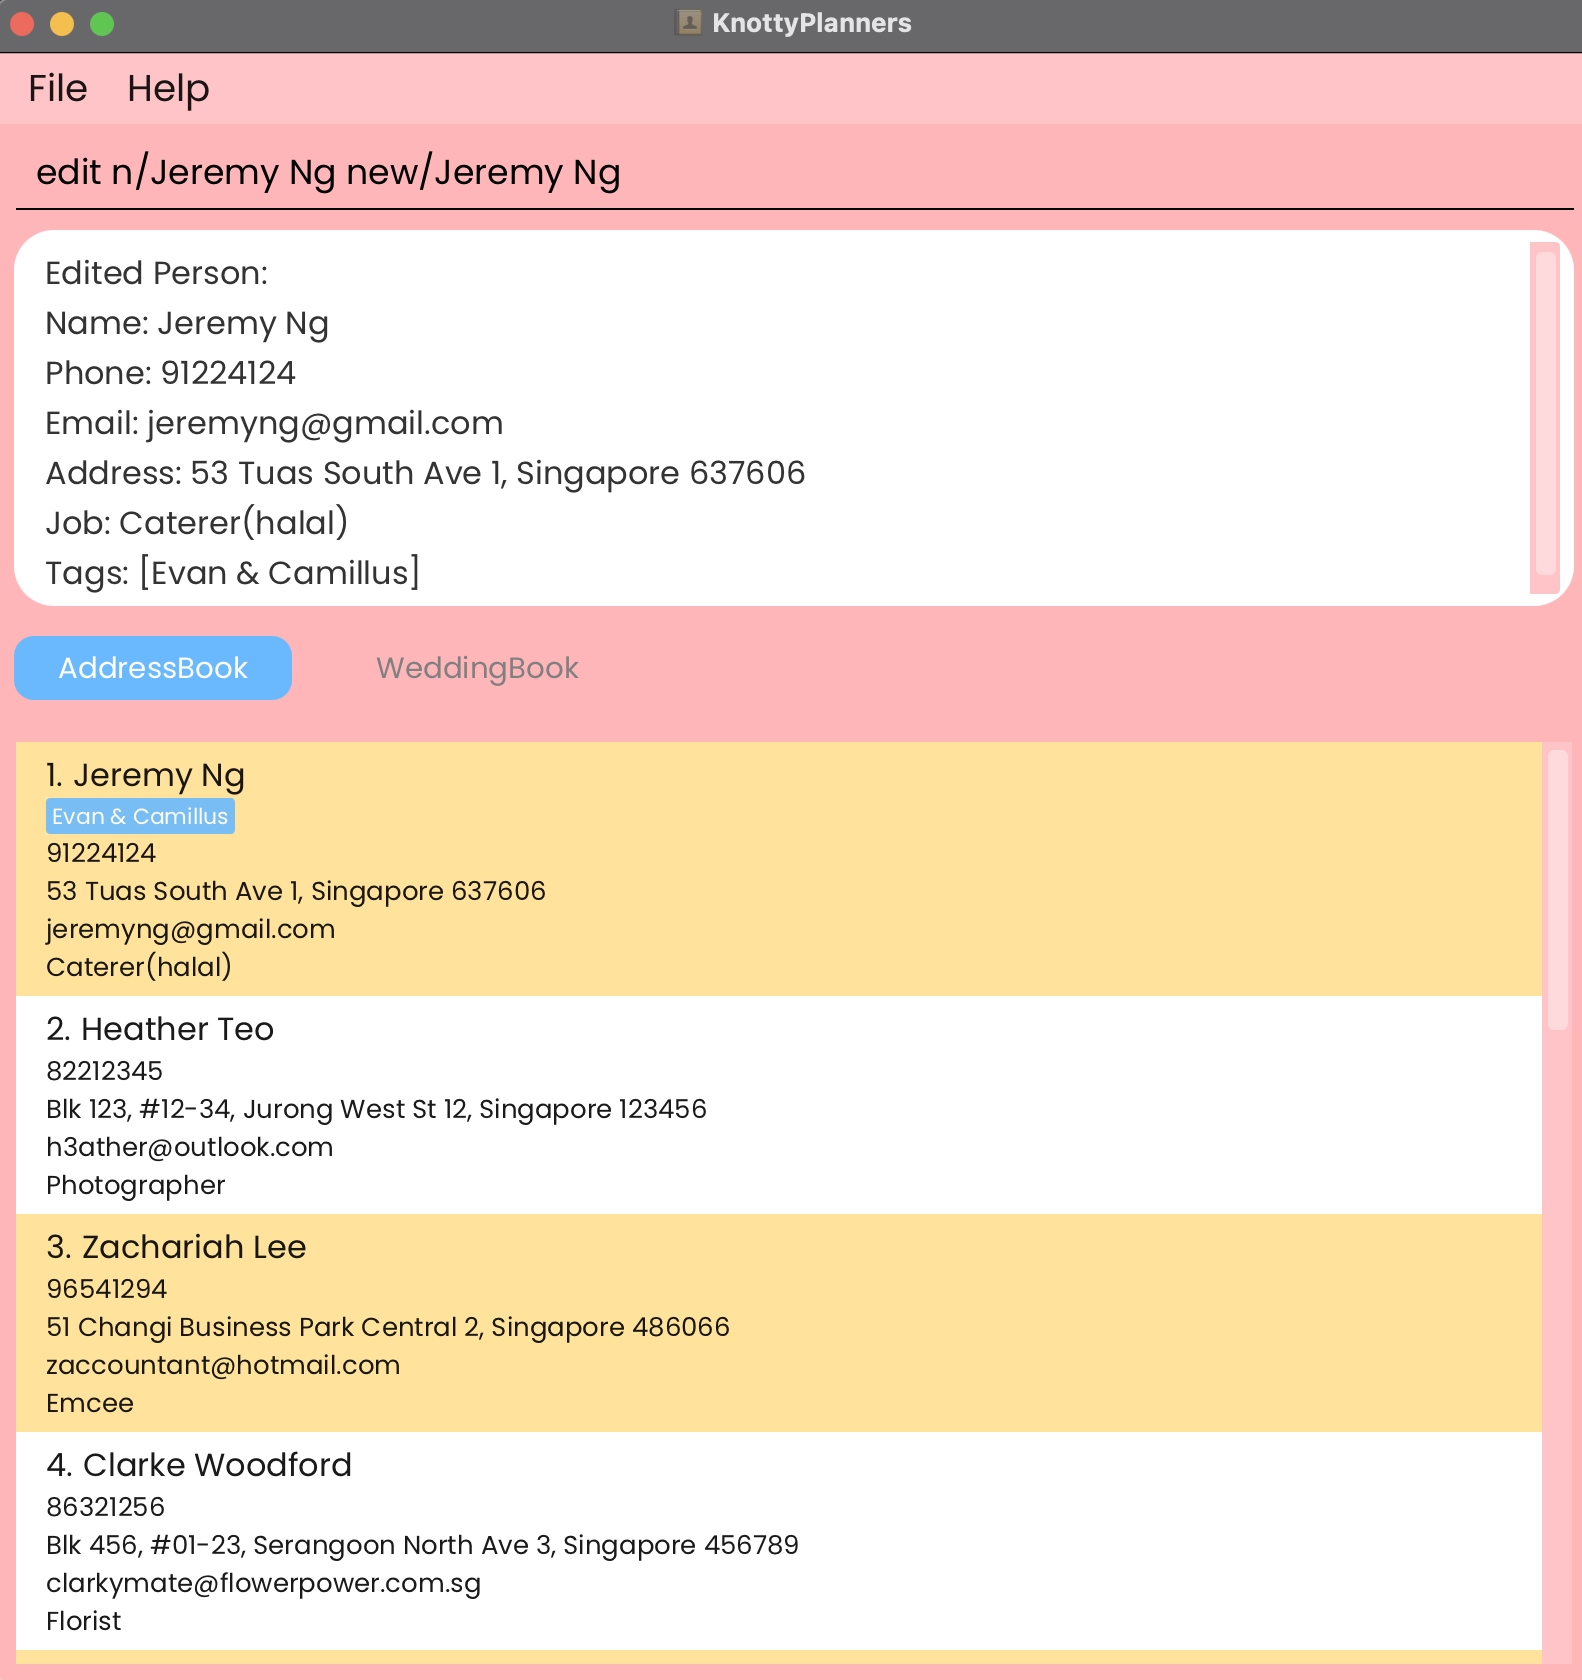 KnottyPlanners
File Help
edit n/Jeremy Ng new/Jeremy Ng
Edited Person:
Name: Jeremy Ng
Phone: 91224124
Email: jeremyng@gmail.com
Address: 53 Tuas South Ave 1, Singapore 637606
Job: Caterer(halal)
Tags: [Evan & Camillus]
AddressBook WeddingBook
1. Jeremy Ng
Evan & Camillus
91224124
53 Tuas South Ave 1, Singapore 637606
jeremyng@gmail.com
Caterer(halal)
2. Heather Teo
82212345
Blk 123, #12-34, Jurong West St 12, Singapore 123456
h3ather@outlook.com
Photographer
3. Zachariah Lee
96541294
51 Changi Business Park Central 2, Singapore 486066
zaccountant@hotmail.com
Emcee
4. Clarke Woodford
86321256
Blk 456, #01-23, Serangoon North Ave 3, Singapore 456789
clarkymate@flowerpower.com.sg
Florist